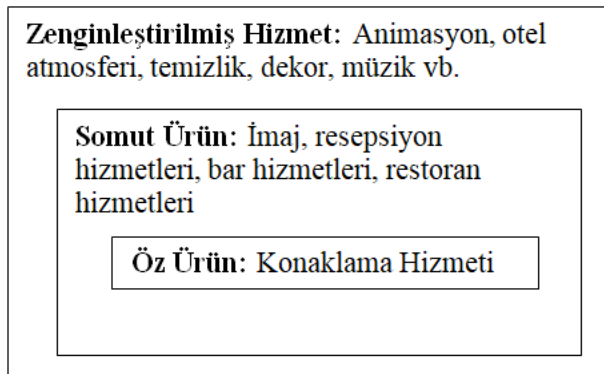 Zenginleştirilmiş Hizmet: Animasyon, otel
atmosferi, temizlik, dekor, müzik vb.
Somut Ürün: İmaj, resepsiyon
hizmetleri, bar hizmetleri, restoran
hizmetleri
Öz Ürün: Konaklama Hizmeti